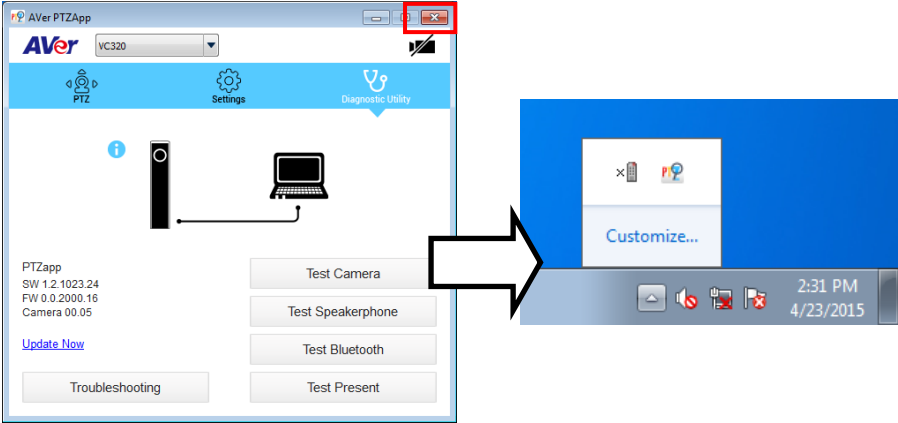 AVer PTZApp
AVer
VC320
PTZ
Settings
Diagnostic Utility
PTZapp
SW 1.2.1023.24
FW 0.0.2000.16
Camera 00.05
Update Now
Troubleshooting
Test Camera
Test Speakerphone
Test Bluetooth
Test Present
Customize...
2:31 PM
4/23/2015